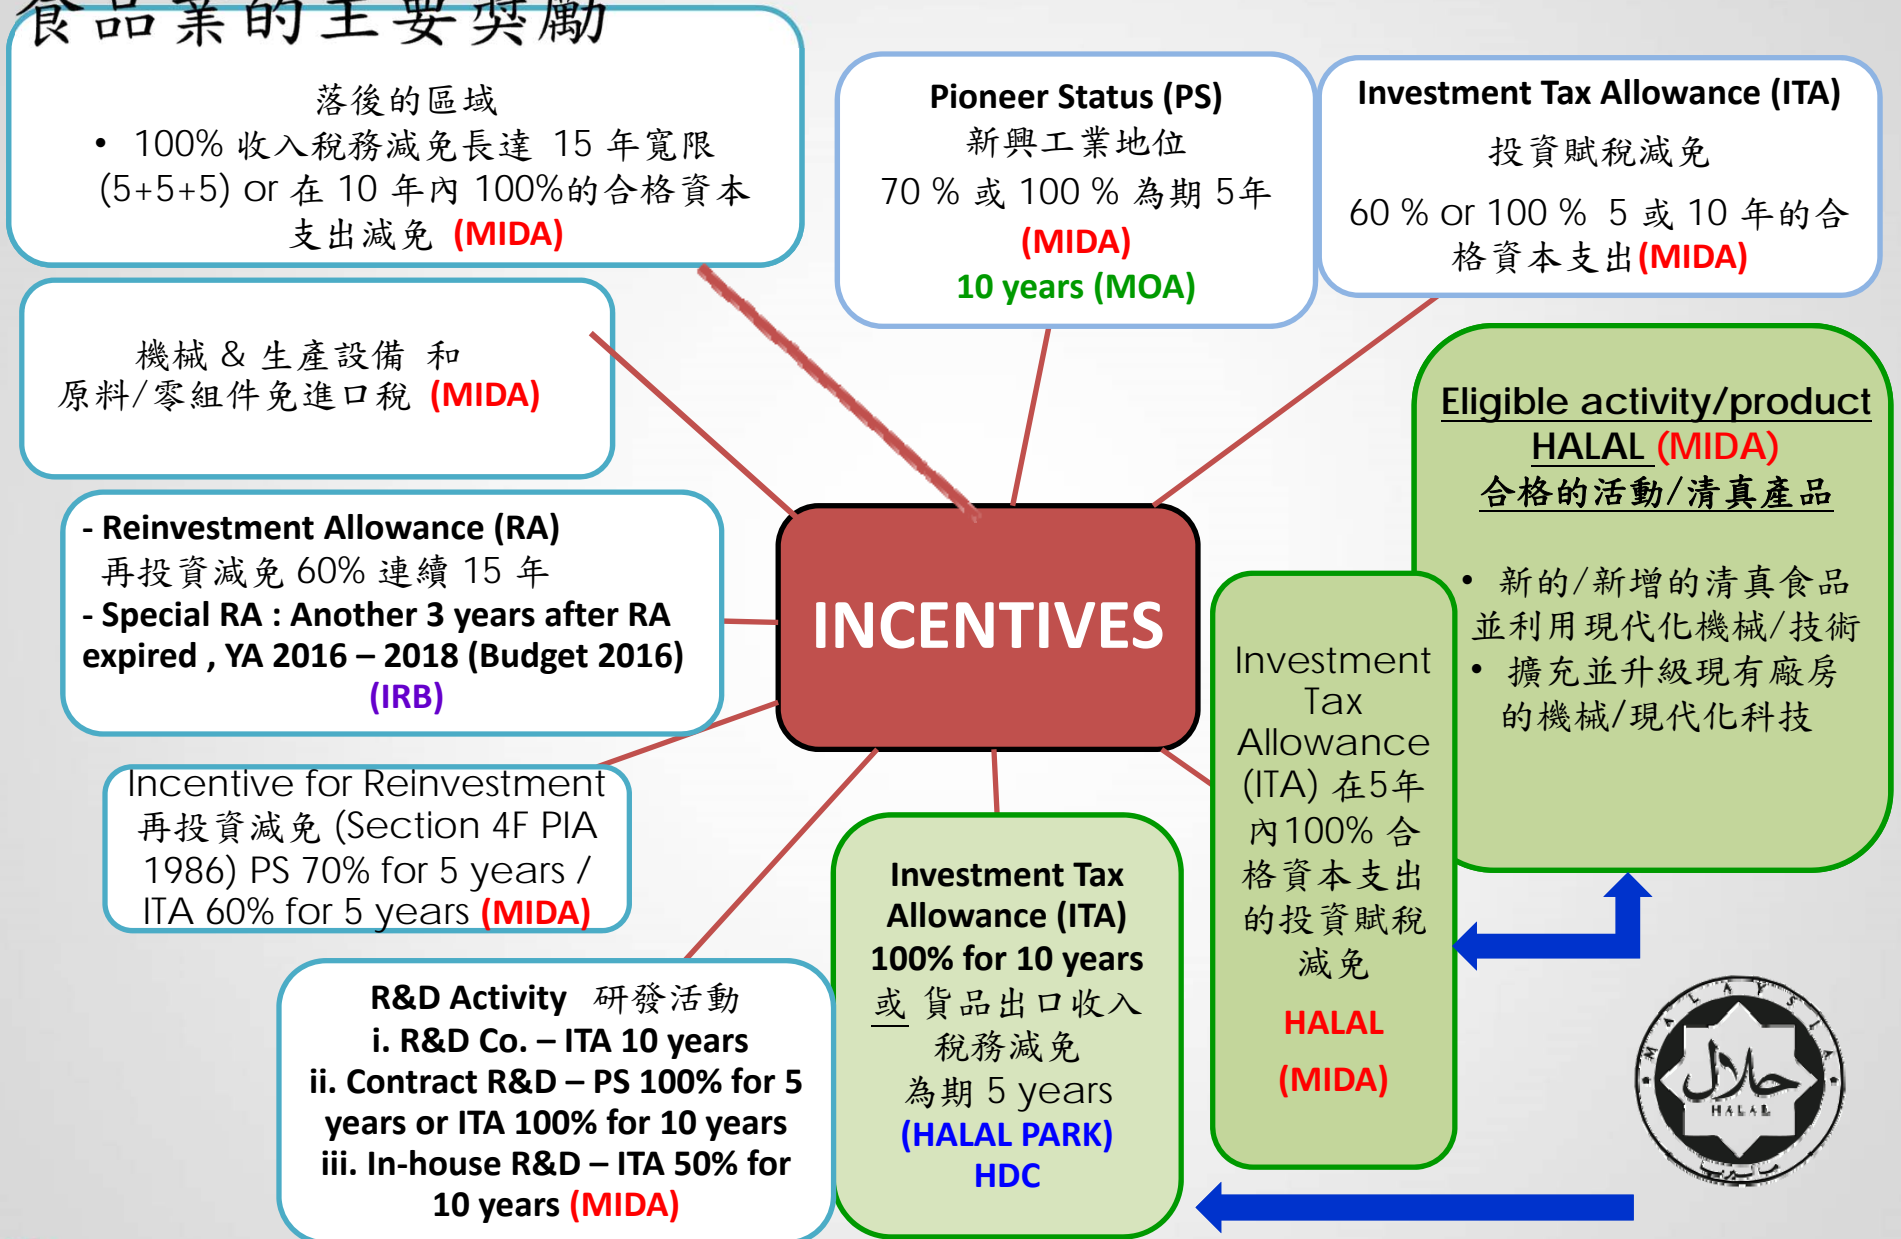 食品業的主要獎勵
落後的區域
• 100% 收入稅務減免長達 15 年寬限
(5+5+5) or 在 10 年內 100%的合格資本
支出減免 (MIDA)
Pioneer Status (PS)
新興工業地位
70 % 或 100 % 為期 5年
(MIDA)
10 years (MOA)
Investment Tax Allowance (ITA)
投資賦稅減免
60 % or 100 % 5 或 10 年的合
格資本支出(MIDA)
機械 & 生產設備 和
原料/零組件免進口稅 (MIDA)
Eligible activity/product
HALAL (MIDA)
合格的活動/清真產品
• 新的/新增的清真食品
並利用現代化機械/技術
• 擴充並升級現有廠房
的機械/現代化科技
- Reinvestment Allowance (RA)
再投資減免 60% 連續 15 年
- Special RA : Another 3 years after RA
expired , YA 2016 – 2018 (Budget 2016)
(IRB)
INCENTIVES
Investment
Tax
Allowance
(ITA) 在5年
內100% 合
格資本支出
的投資賦稅
減免
HALAL
(MIDA)
Incentive for Reinvestment
再投資減免 (Section 4F PIA
1986) PS 70% for 5 years /
ITA 60% for 5 years (MIDA)
Investment Tax
Allowance (ITA)
100% for 10 years
或 貨品出口收入
稅務減免
為期 5 years
(HALAL PARK)
HDC
R&D Activity 研發活動
i. R&D Co. – ITA 10 years
ii. Contract R&D – PS 100% for 5
years or ITA 100% for 10 years
iii. In-house R&D – ITA 50% for
10 years (MIDA)
MALAYSIA
حلال
HALAL
مليسيا